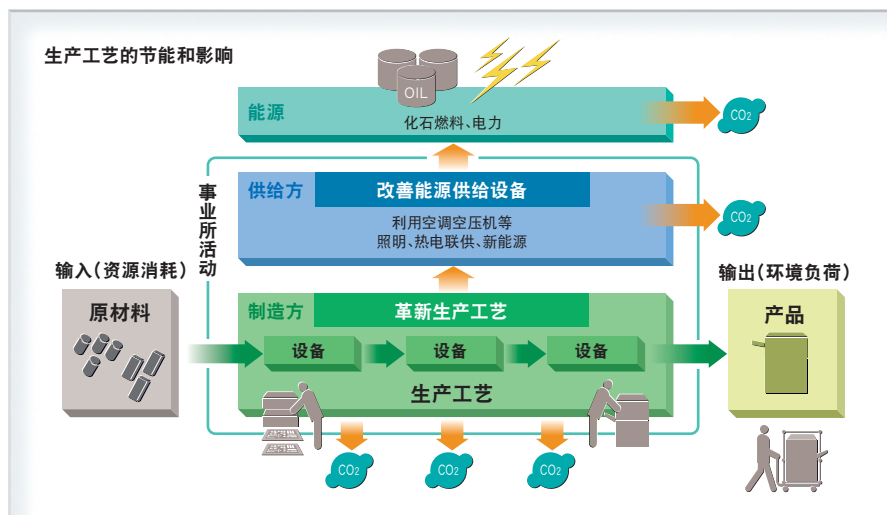 生产工艺的节能和影响
OIL
能源
化石燃料、电力
CO2
事业所活动
供给方
改善能源供给设备
利用空调空压机等
照明、热电联供、新能源
CO2
输入(资源消耗)
原材料
制造方
革新生产工艺
设备
设备
设备
生产工艺
输出(环境负荷)
产品
CO2
CO2
CO2